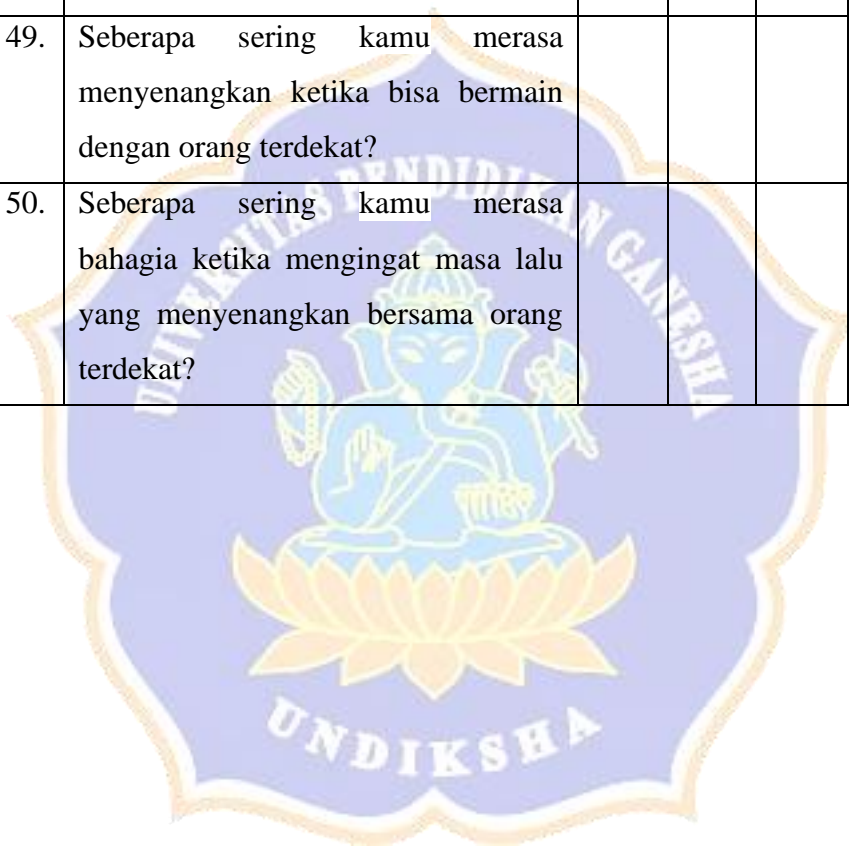 49. Seberapa sering kamu merasa
menyenangkan ketika bisa bermain
dengan orang terdekat?
50. Seberapa sering kamu merasa
bahagia ketika mengingat masa lalu
yang menyenangkan bersama orang
terdekat?
UNIVERSITAS PENDIDIKAN GANESHA
UNDIKSHA